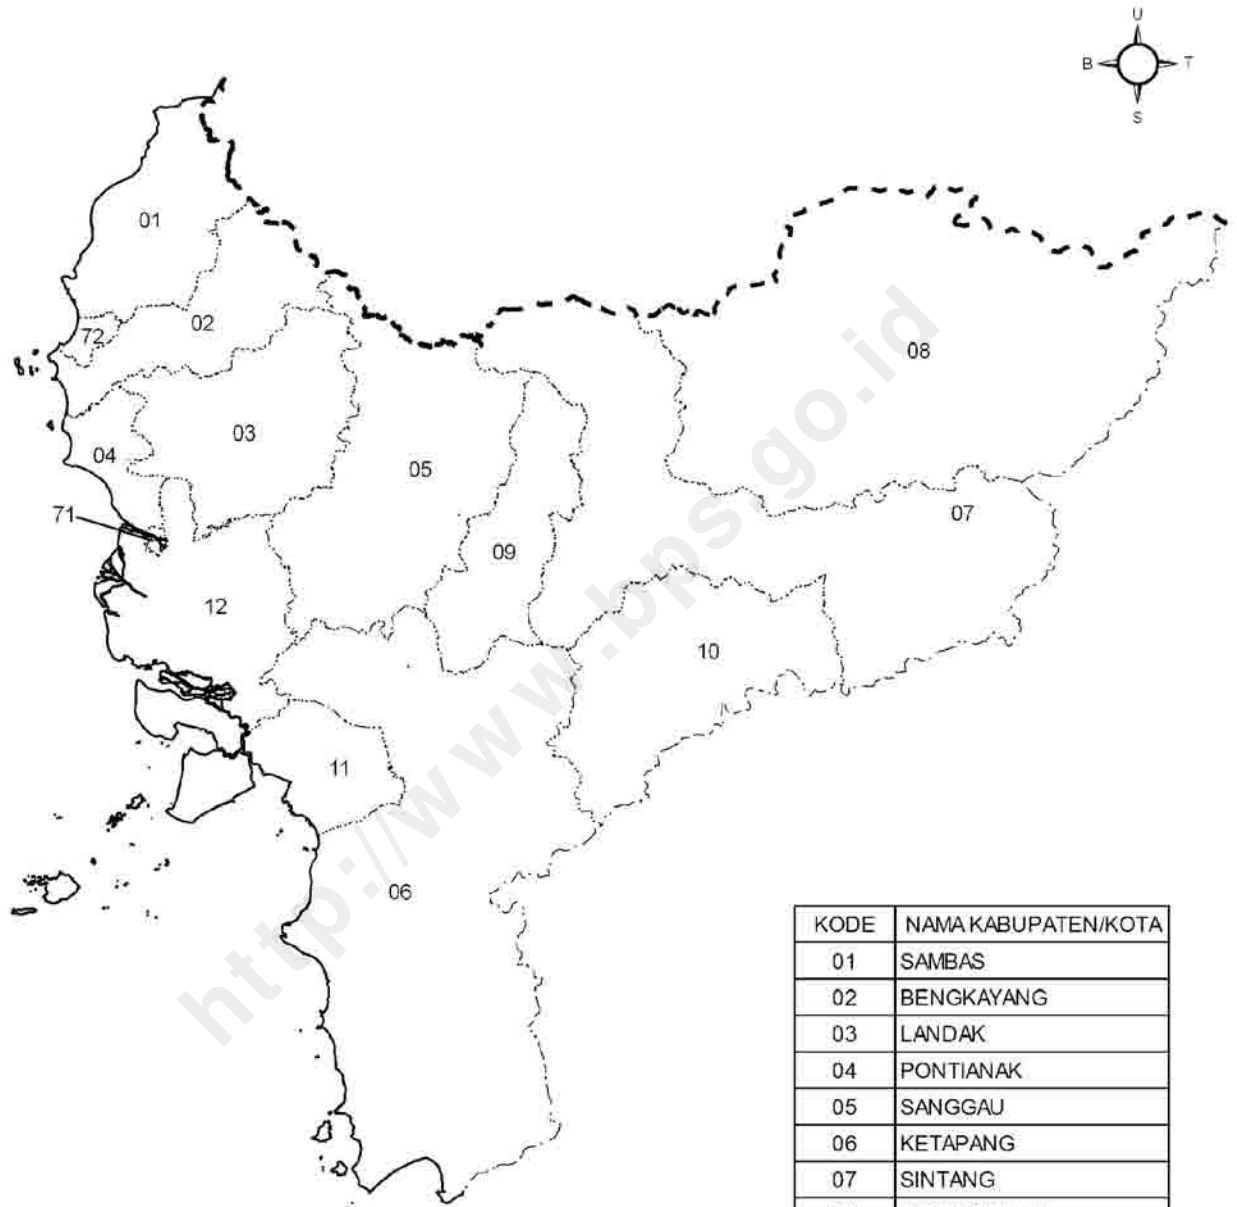 U
B T
S
01
02
72
08
03
04
05
71
07
09
12
10
11
06
http://www.bps.go.id
KODE NAMA KABUPATEN/KOTA
01 SAMBAS
02 BENGKAYANG
03 LANDAK
04 PONTIANAK
05 SANGGAU
06 KETAPANG
07 SINTANG